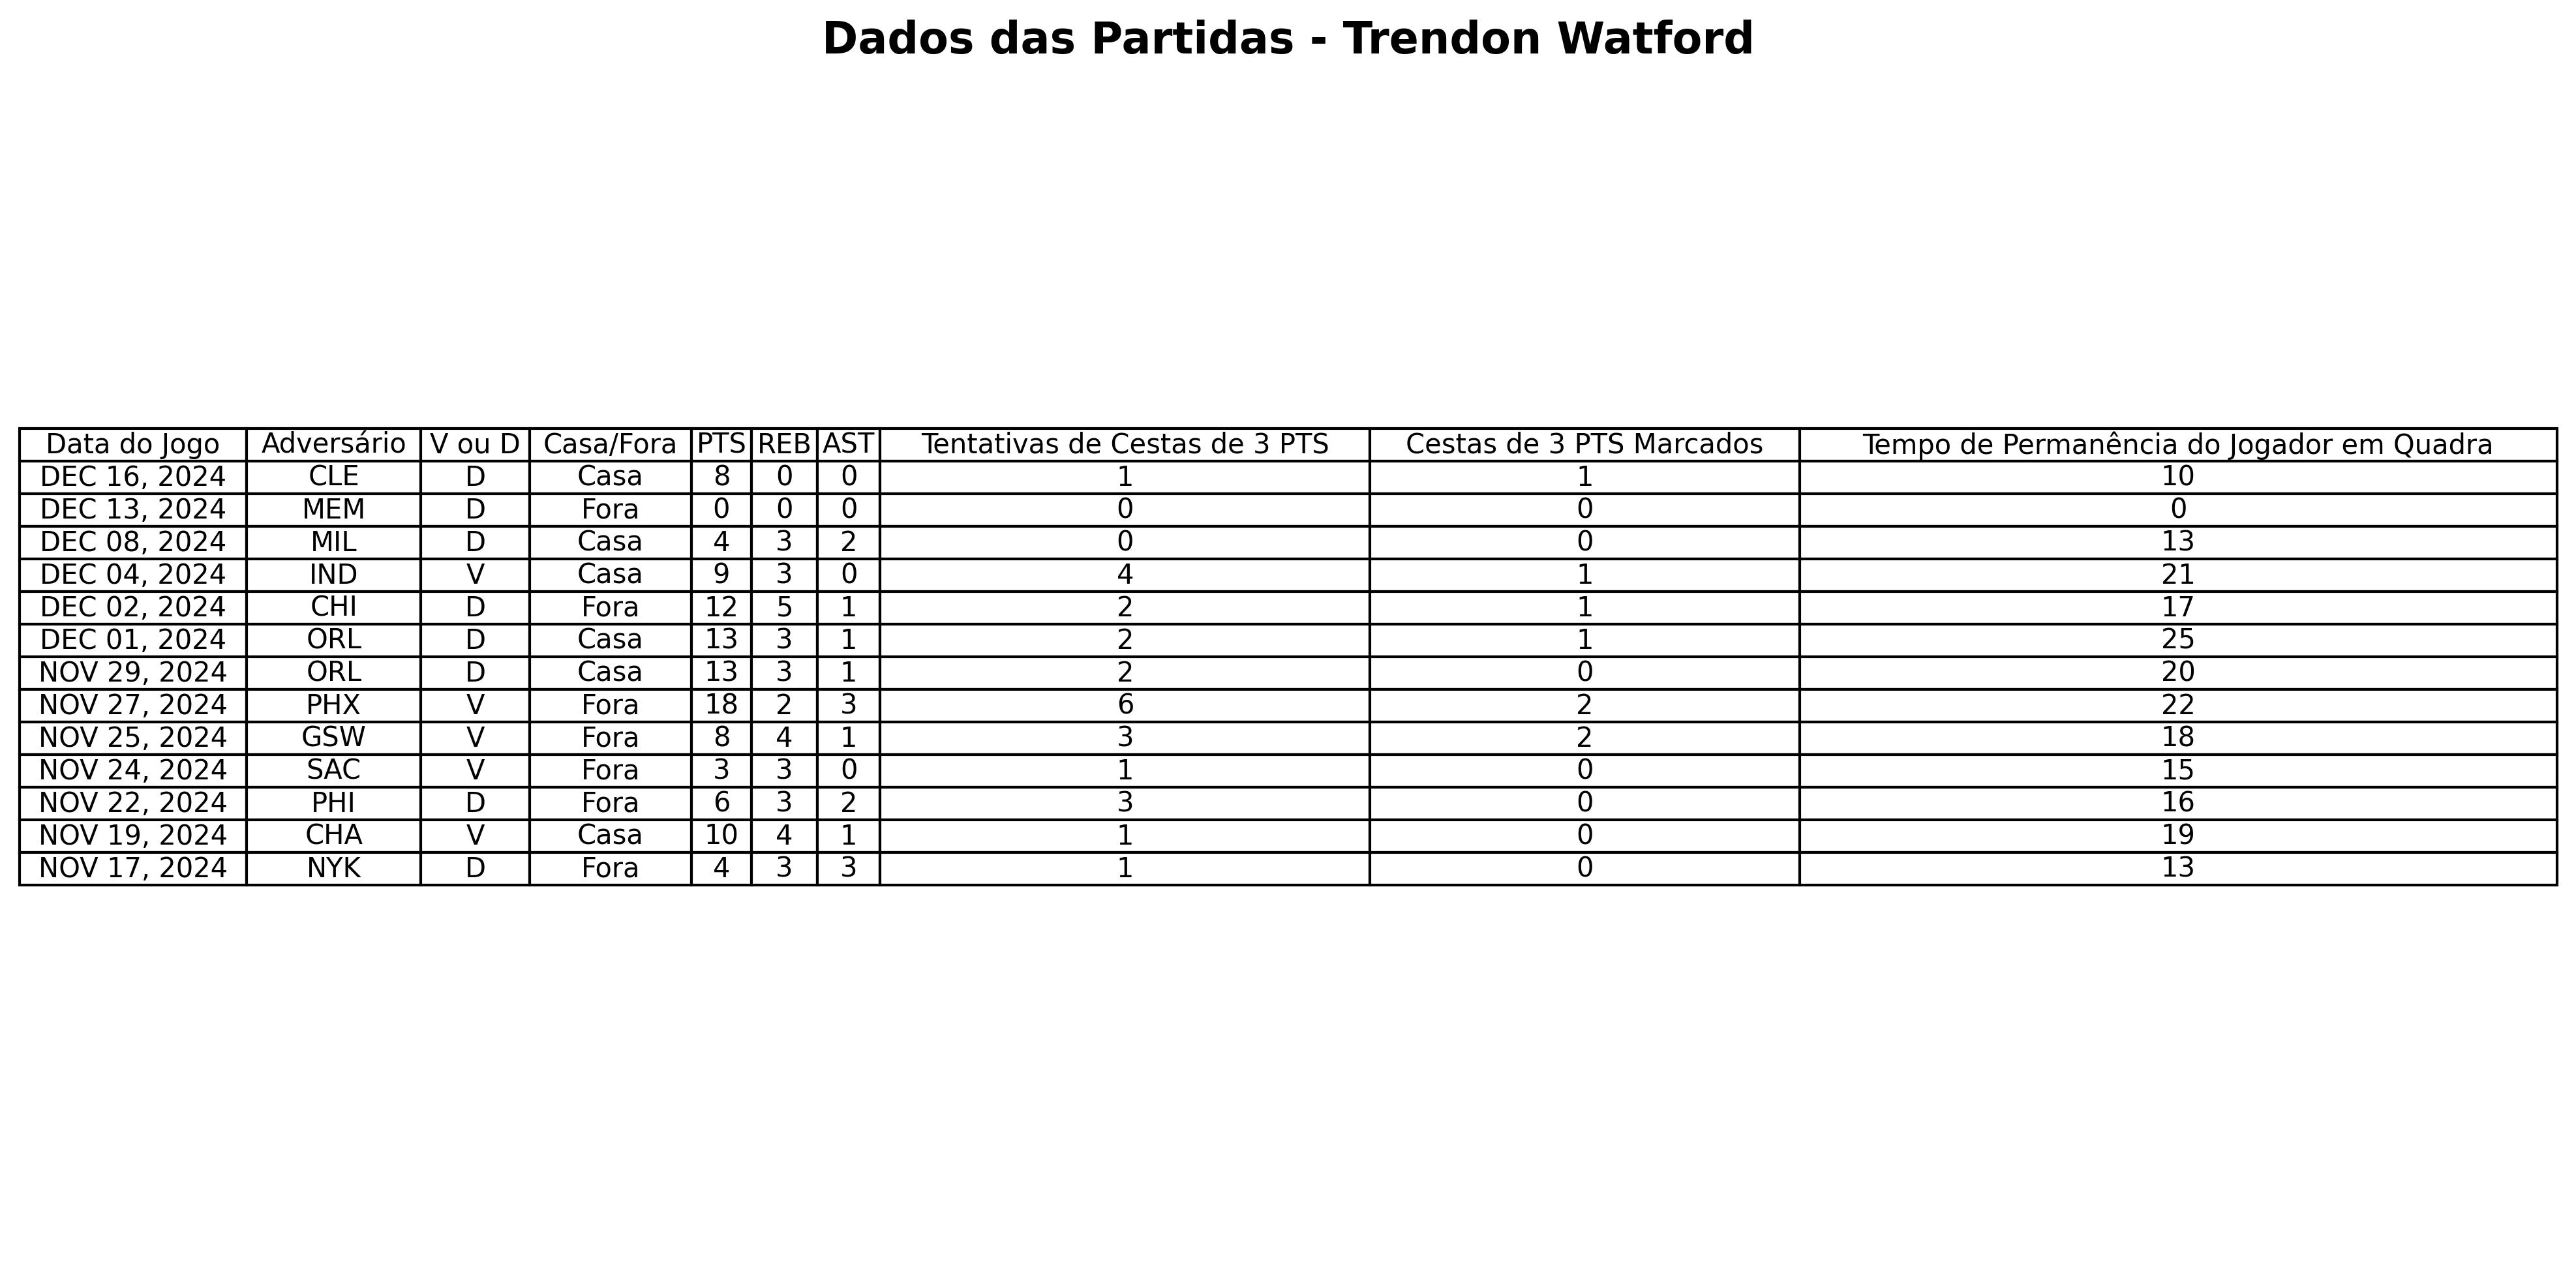 Dados das Partidas - Trendon Watford
Data do Jogo Adversário V ou D Casa/Fora PTS REB AST Tentativas de Cestas de 3 PTS Cestas de 3 PTS Marcados Tempo de Permanência do Jogador em Quadra
DEC 16, 2024 CLE D Casa 8 0 0 1 1 10
DEC 13, 2024 MEM D Fora 0 0 0 0 0 0
DEC 08, 2024 MIL D Casa 4 3 2 0 0 13
DEC 04, 2024 IND V Casa 9 3 0 4 1 21
DEC 02, 2024 CHI D Fora 12 5 1 2 1 17
DEC 01, 2024 ORL D Casa 13 3 1 2 1 25
NOV 29, 2024 ORL D Casa 13 3 1 2 0 20
NOV 27, 2024 PHX V Fora 18 2 3 6 2 22
NOV 25, 2024 GSW V Fora 8 4 1 3 2 18
NOV 24, 2024 SAC V Fora 3 3 0 1 0 15
NOV 22, 2024 PHI D Fora 6 3 2 3 0 16
NOV 19, 2024 CHA V Casa 10 4 1 1 0 19
NOV 17, 2024 NYK D Fora 4 3 3 1 0 13